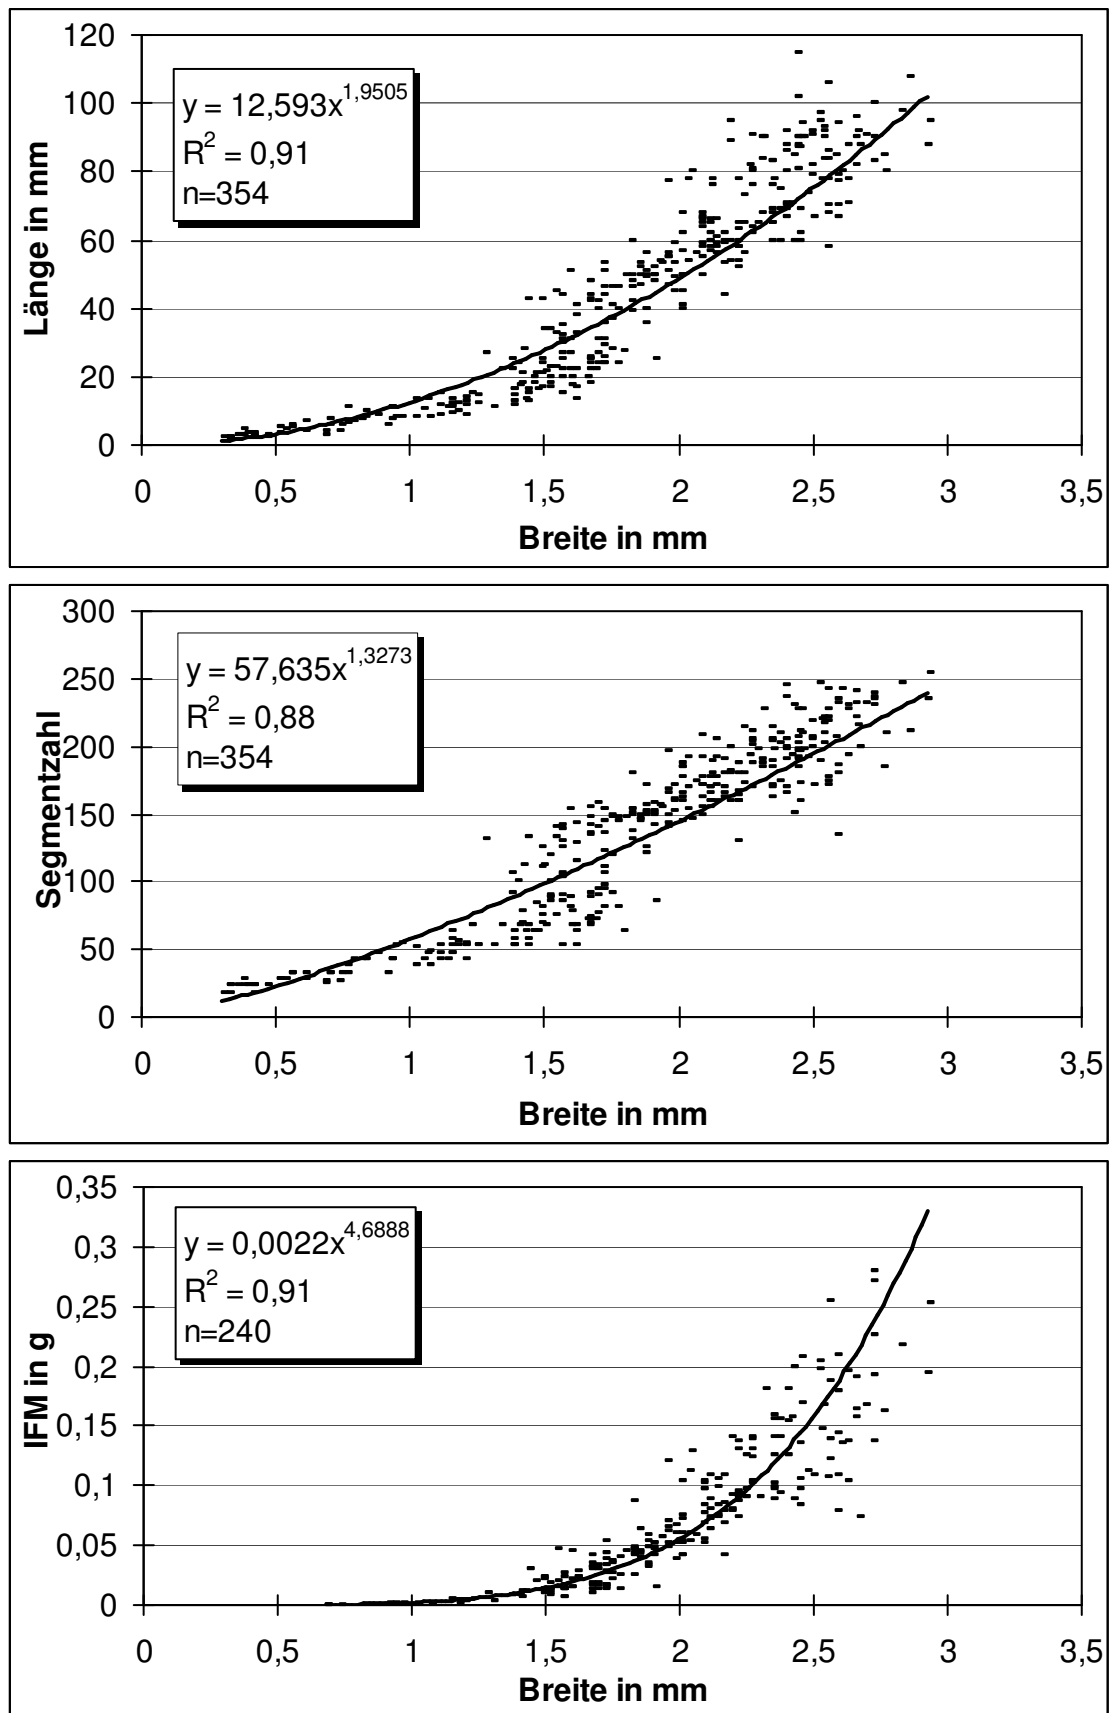 120
100
80
60
40
20
0
Länge in mm
y = 12,593x^1,9505
R^2 = 0,91
n=354
0 0,5 1 1,5 2 2,5 3 3,5
Breite in mm
300
250
200
150
100
50
0
Segmentzahl
y = 57,635x^1,3273
R^2 = 0,88
n=354
0 0,5 1 1,5 2 2,5 3 3,5
Breite in mm
0,35
0,3
0,25
0,2
0,15
0,1
0,05
0
IFM in g
y = 0,0022x^4,6888
R^2 = 0,91
n=240
0 0,5 1 1,5 2 2,5 3 3,5
Breite in mm